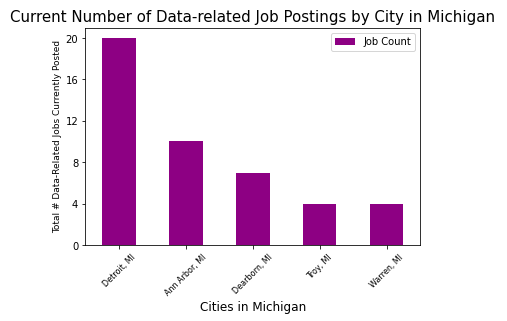 Current Number of Data-related Job Postings by City in Michigan
Job Count
Total # Data-Related Jobs Currently Posted
20
16
12
8
4
0
Detroit, MI
Ann Arbor, MI
Dearborn, MI
Troy, MI
Warren, MI
Cities in Michigan